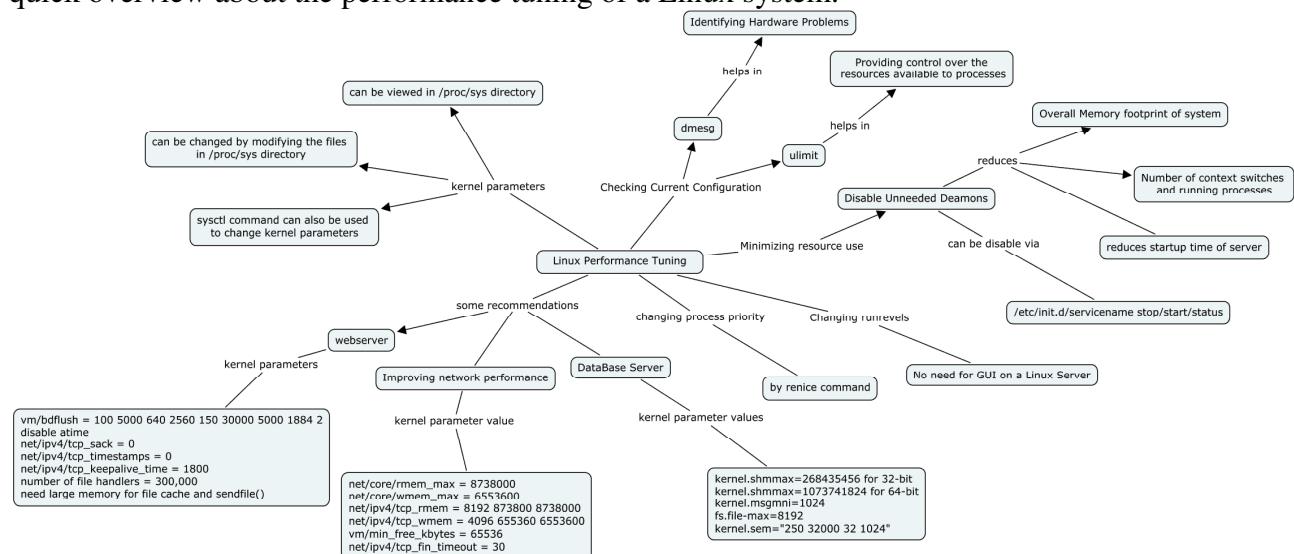 quick overview about the performance tuning of a Linux system.
Identifying Hardware Problems
helps in
Providing control over the
resources available to processes
can be viewed in /proc/sys directory
helps in
dmesg
Overall Memory footprint of system
can be changed by modifying the files
in /proc/sys directory
ulimit
reduces
kernel parameters
Checking Current Configuration
Number of context switches
and running processes
Disable Unneeded Deamons
sysctl command can also be used
to change kernel parameters
Minimizing resource use
can be disable via
reduces startup time of server
Linux Performance Tuning
some recommendations
changing process priority
Changing runrevels
/etc/init.d/servicename stop/start/status
webserver
kernel parameters
Improving network performance
DataBase Server
by renice command
No need for GUI on a Linux Server
kernel parameter value
kernel parameter values
vm/bdflush = 100 5000 640 2560 150 30000 5000 1884 2
disable atime
net/ipv4/tcp_sack = 0
net/ipv4/tcp_timestamps = 0
net/ipv4/tcp_keepalive_time = 1800
number of file handlers = 300,000
need large memory for file cache and sendfile()
net/core/rmem_max = 8738000
net/core/wmem_max = 6553600
net/ipv4/tcp_rmem = 8192 873800 8738000
net/ipv4/tcp_wmem = 4096 655360 6553600
vm/min_free_kbytes = 65536
net/ipv4/tcp_fin_timeout = 30
kernel.shmmax=268435456 for 32-bit
kernel.shmmax=1073741824 for 64-bit
kernel.msgmni=1024
fs.file-max=8192
kernel.sem="250 32000 32 1024"